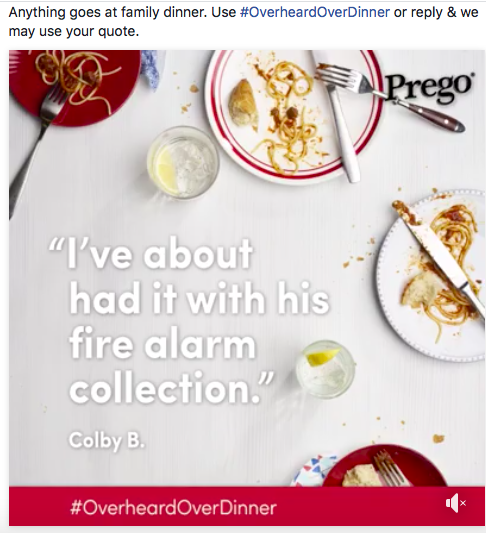 Anything goes at family dinner. Use #OverheardOverDinner or reply & we
may use your quote.
Prego
“I’ve about
had it with his
fire alarm
collection.”
Colby B.
#OverheardOverDinner